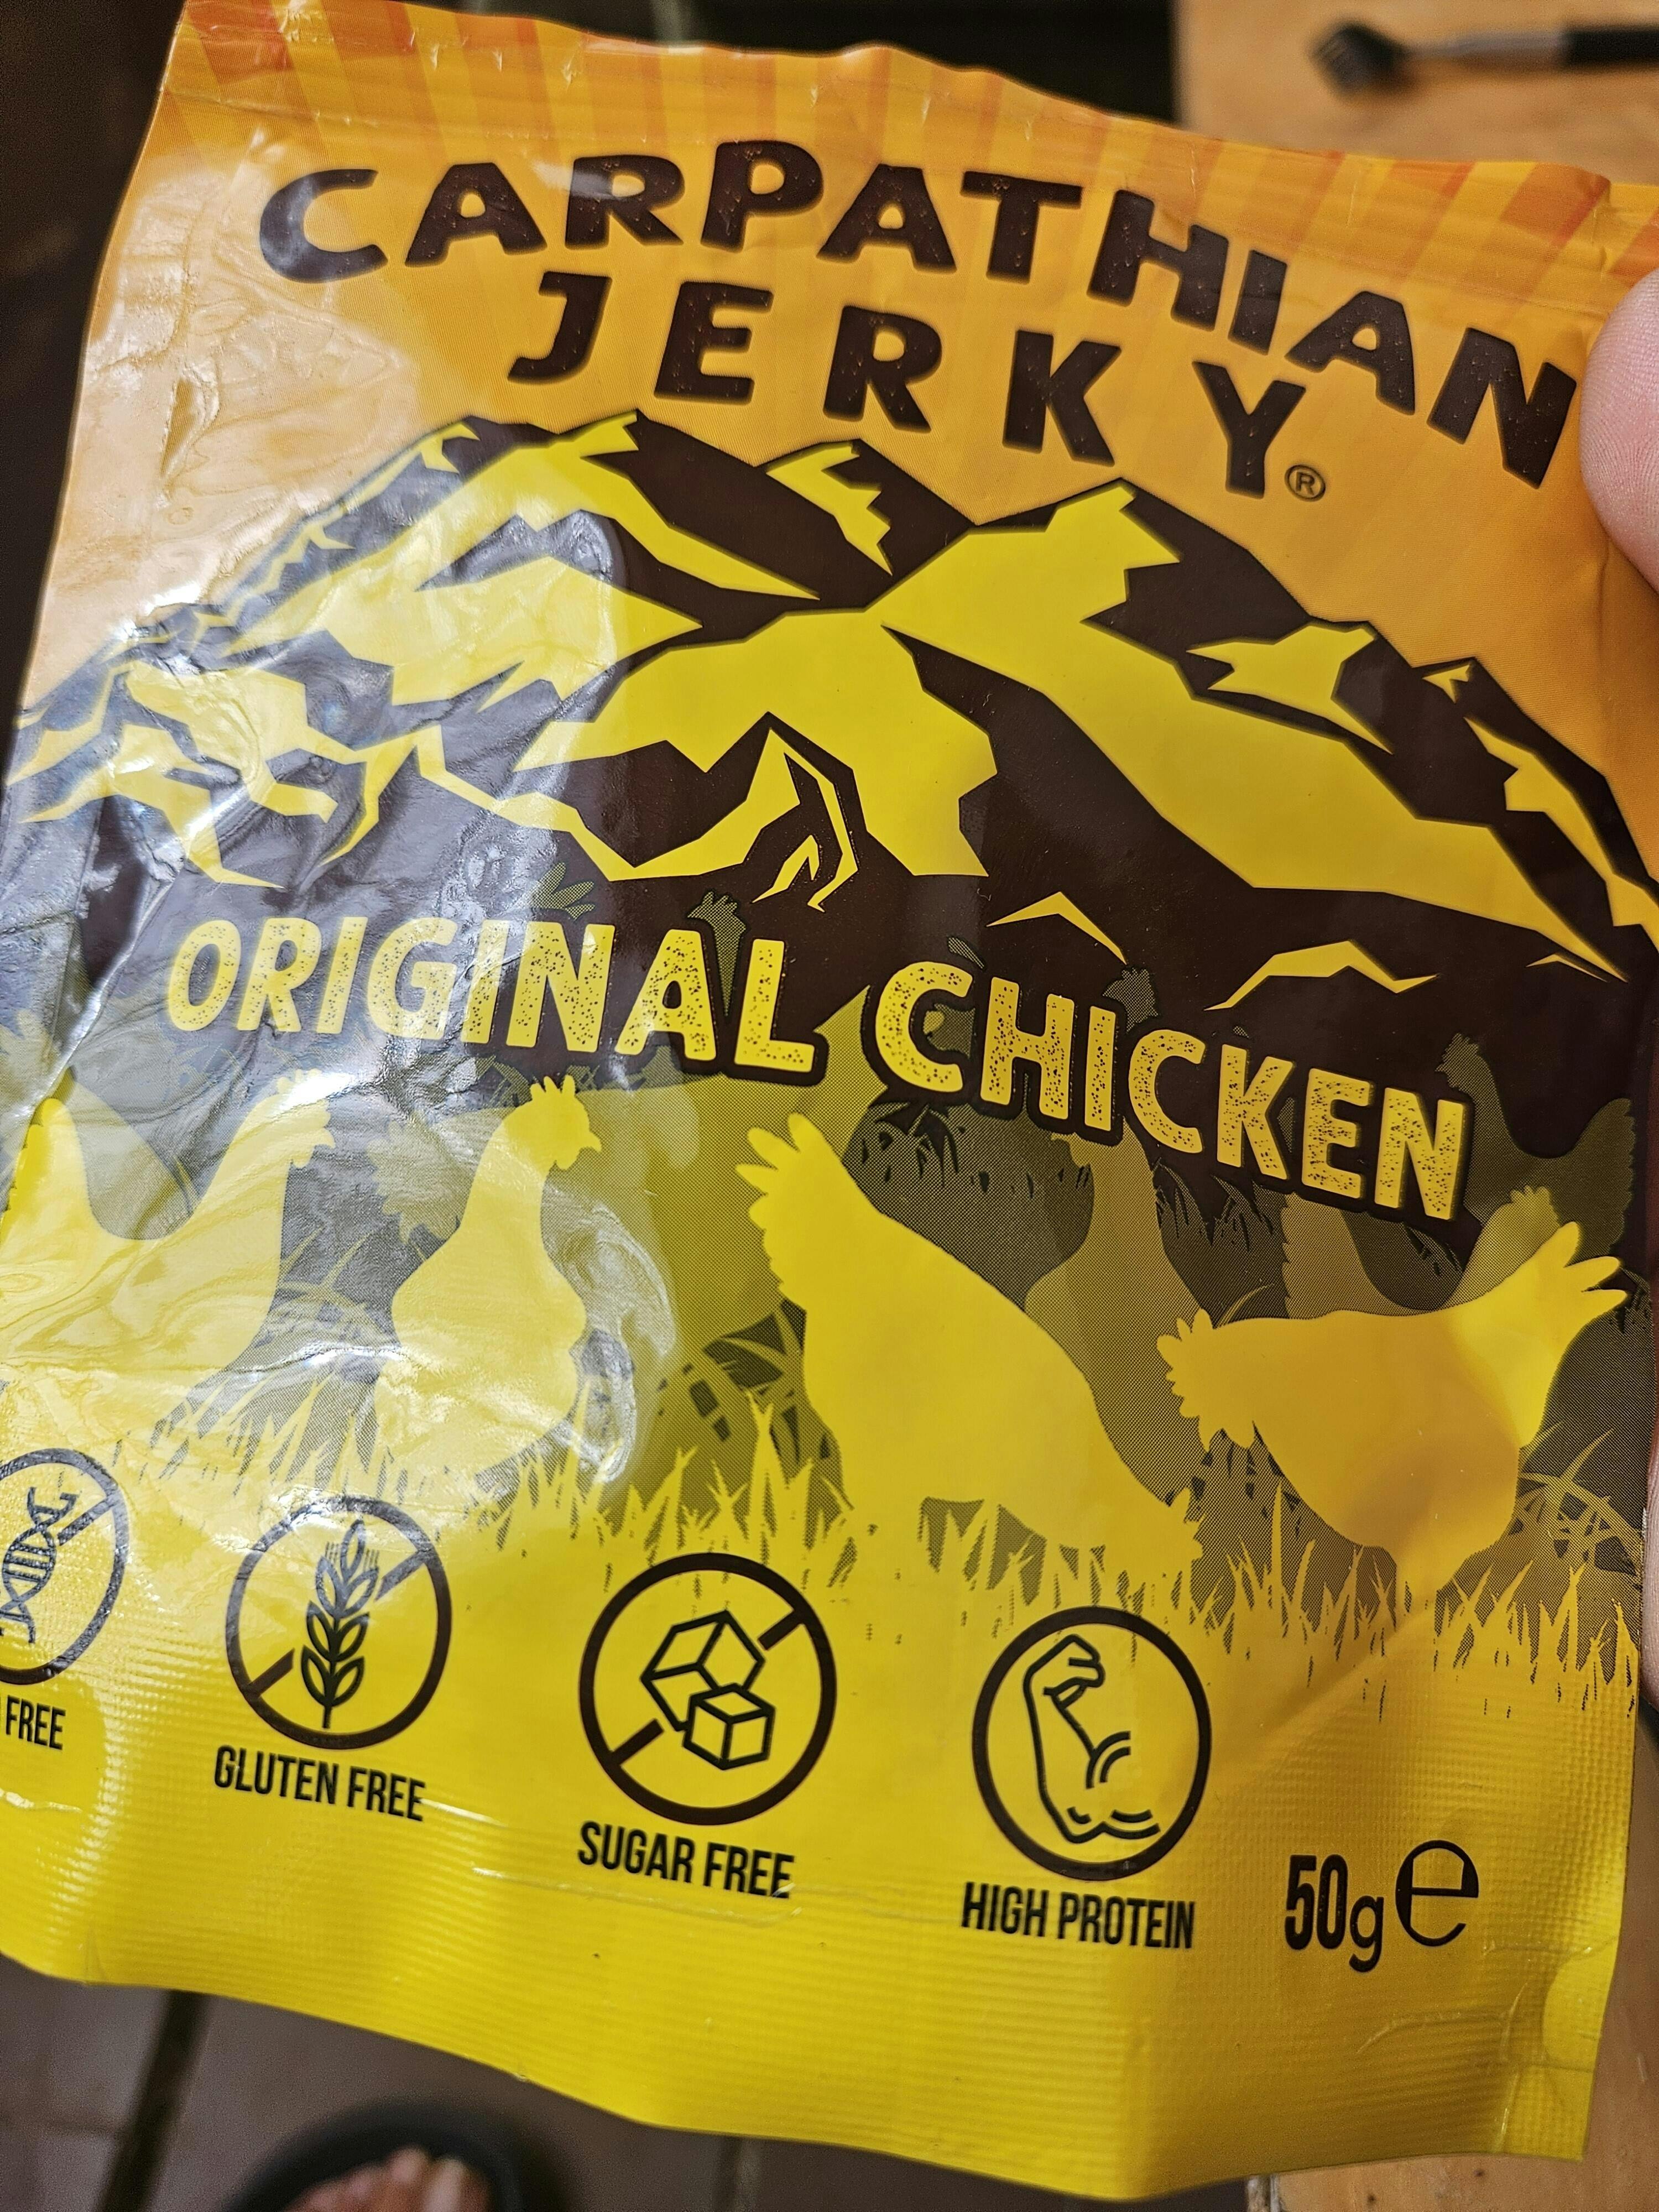 CARPATHIAN
JERKY®
ORIGINAL CHICKEN
FREE
GLUTEN FREE
SUGAR FREE
HIGH PROTEIN
50g ℮